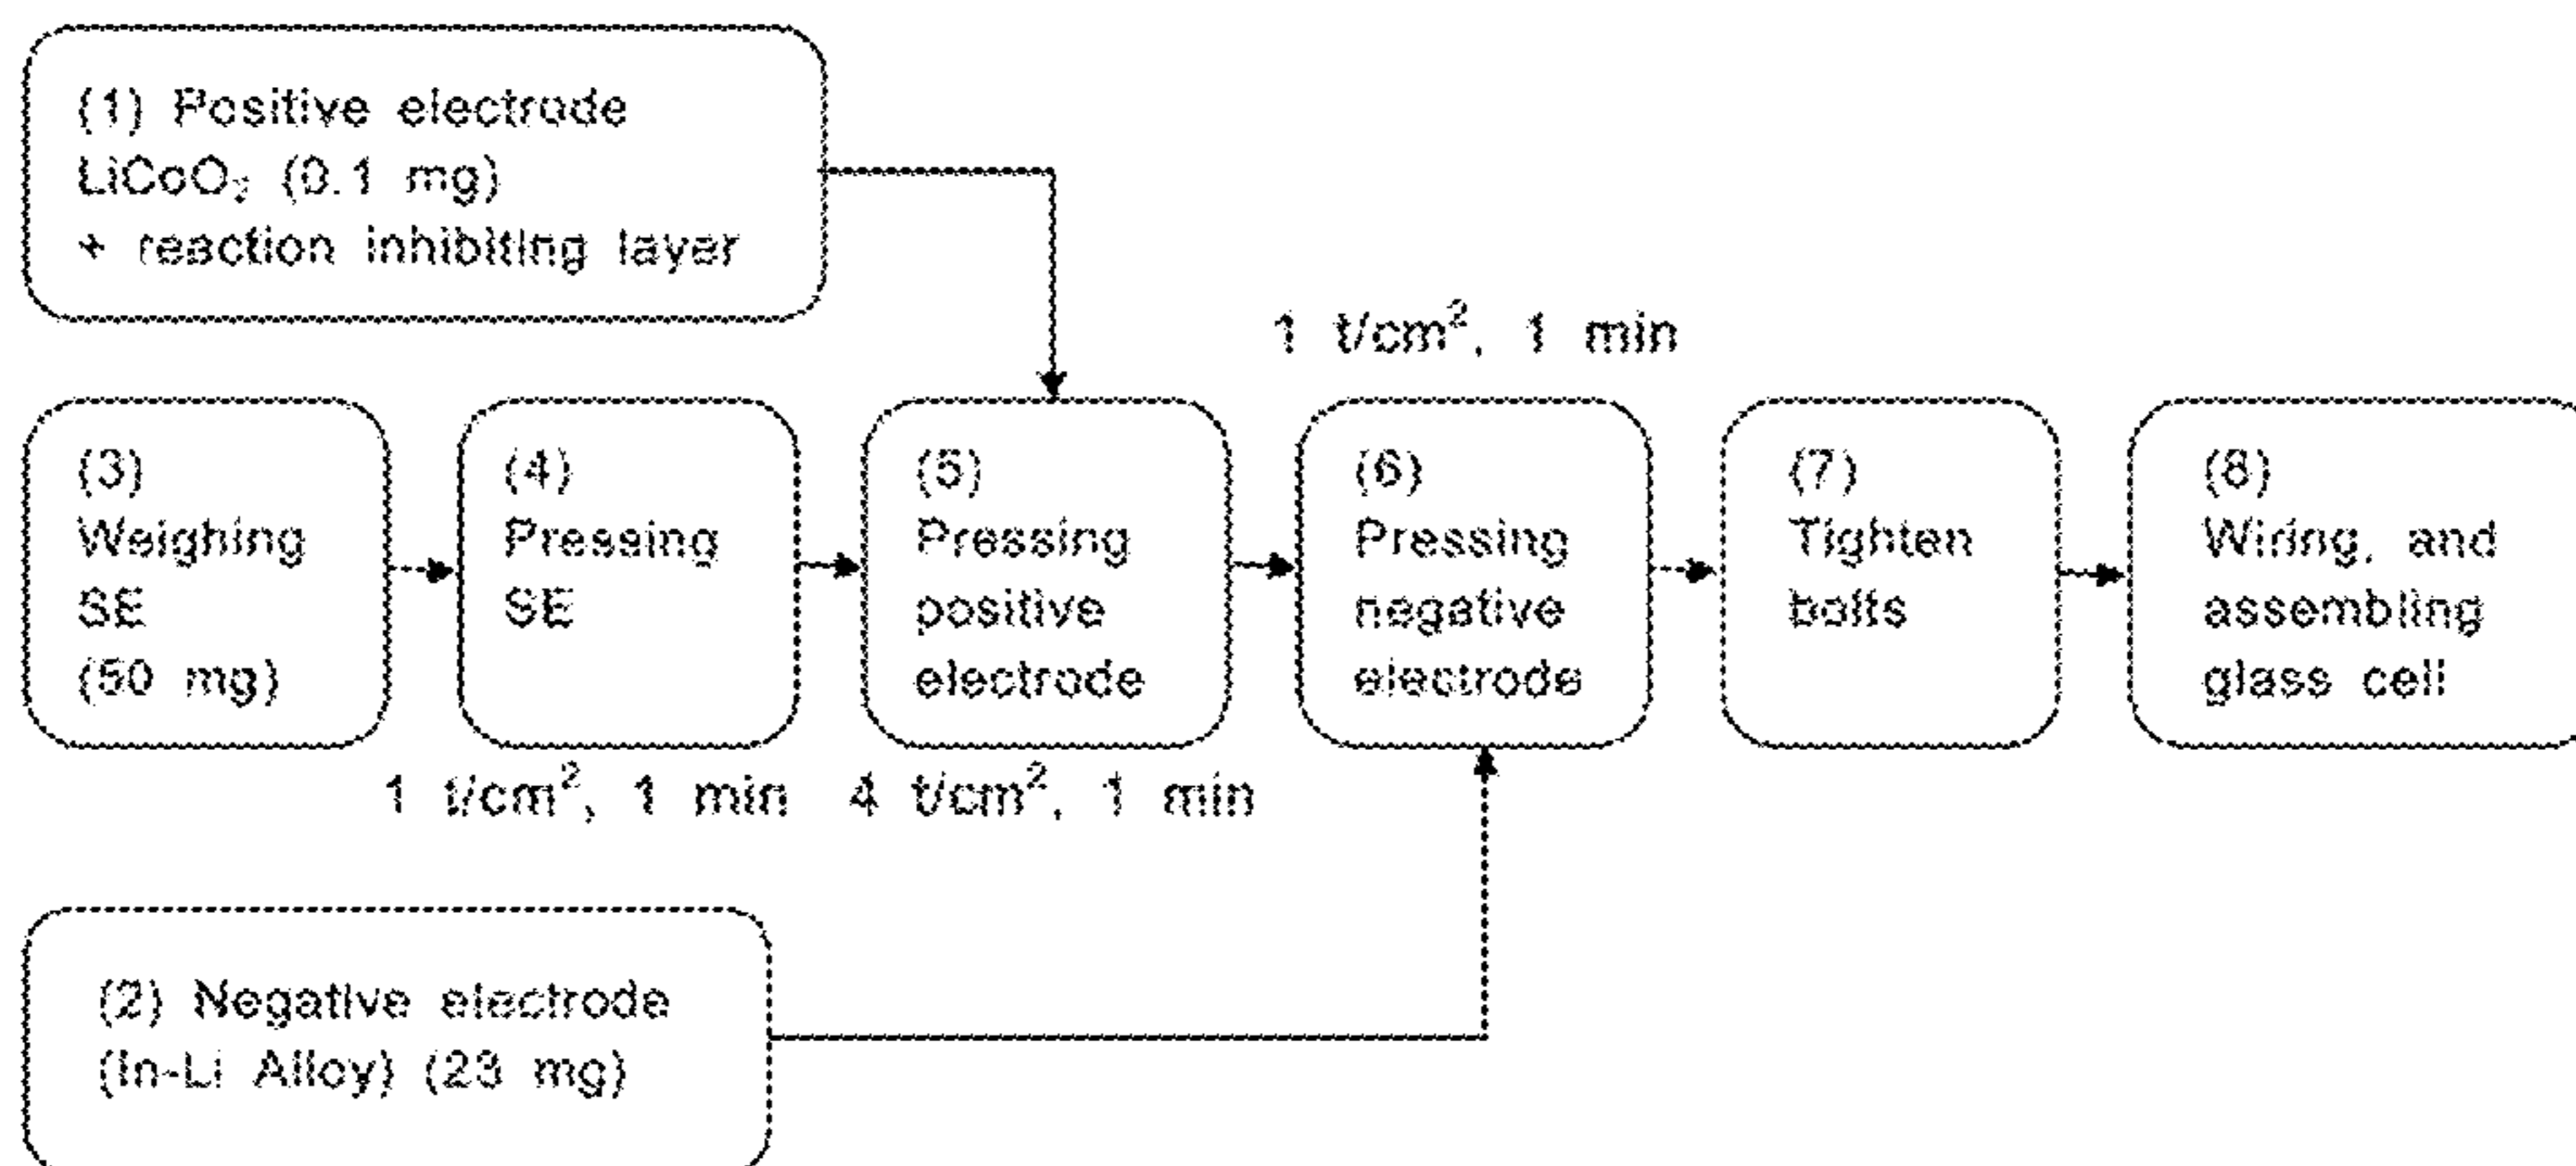 (1) Positive electrode
LiCoO₂ (0.1 mg)
+ reaction inhibiting layer
1 t/cm², 1 min
(3)
Weighing
SE
(50 mg)
(4)
Pressing
SE
(5)
Pressing
positive
electrode
(6)
Pressing
negative
electrode
(7)
Tighten
bolts
(8)
Wiring, and
assembling
glass cell
1 t/cm², 1 min
4 t/cm², 1 min
(2) Negative electrode
(In-Li Alloy) (23 mg)